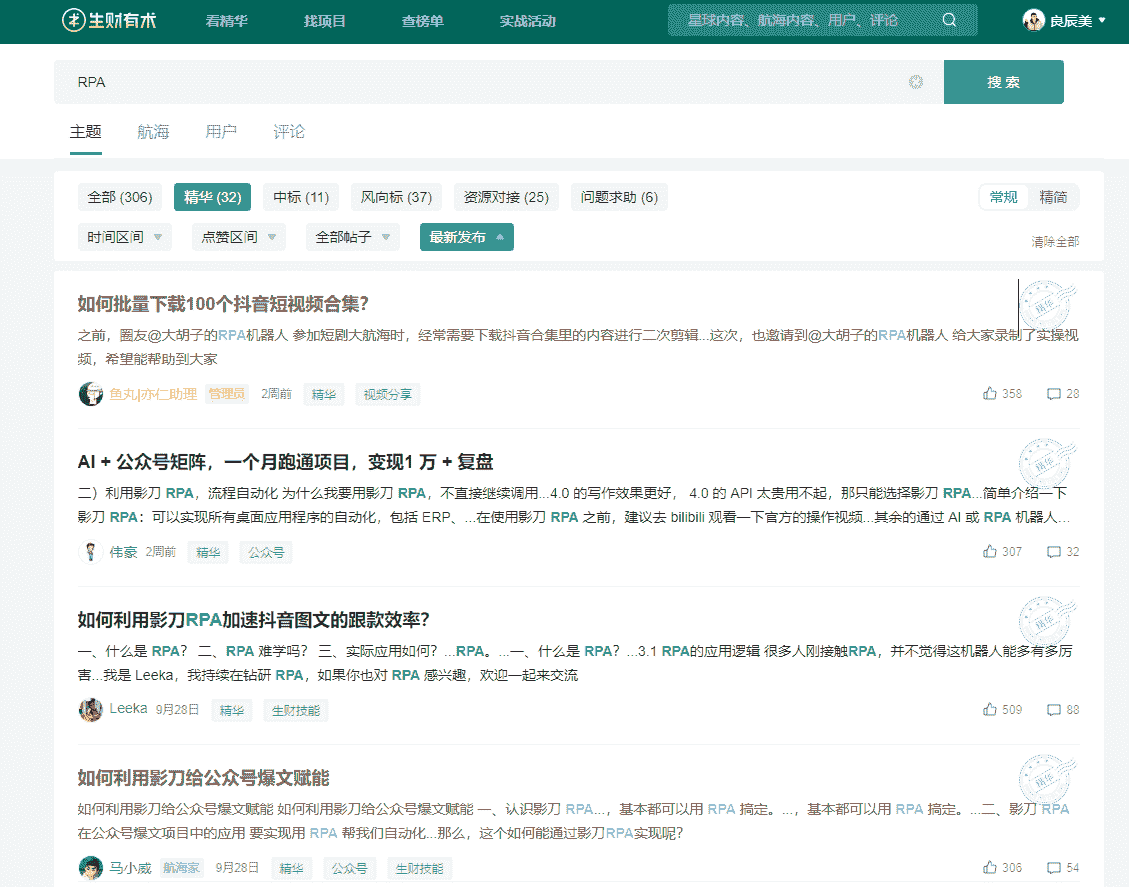 生财有术 看精华 找项目 查榜单 实战活动 星球内容、航海内容、用户、评论 良辰美
RPA 搜索
主题 航海 用户 评论
全部 (306) 精华 (32) 中标 (11) 风向标 (37) 资源对接 (25) 问题求助 (6) 常规 精简
时间区间 点赞区间 全部帖子 最新发布 清除全部
如何批量下载100个抖音短视频合集？
精华
之前，圈友@大胡子的RPA机器人 参加短剧大航海时，经常需要下载抖音合集里的内容进行二次剪辑...这次，也邀请到@大胡子的RPA机器人 给大家录制了实操视
频，希望能帮助到大家
鱼丸|亦仁助理 管理员 2周前 精华 视频分享 358 28
AI + 公众号矩阵，一个月跑通项目，变现1 万 + 复盘
精华
二）利用影刀 RPA，流程自动化 为什么我要用影刀 RPA，不直接继续调用...4.0 的写作效果更好， 4.0 的 API 太贵用不起，那只能选择影刀 RPA...简单介绍一下
影刀 RPA：可以实现所有桌面应用程序的自动化，包括 ERP、...在使用影刀 RPA 之前，建议去 bilibili 观看一下官方的操作视频...其余的通过 AI 或 RPA 机器人...
伟豪 2周前 精华 公众号 307 32
如何利用影刀RPA加速抖音图文的跟款效率？
精华
一、什么是 RPA？ 二、RPA 难学吗？ 三、实际应用如何？...RPA。...一、什么是 RPA？...3.1 RPA的应用逻辑 很多人刚接触RPA，并不觉得这机器人能多有多厉
害...我是 Leeka，我持续在钻研 RPA，如果你也对 RPA 感兴趣，欢迎一起来交流
Leeka 9月28日 精华 生财技能 509 88
如何利用影刀给公众号爆文赋能
精华
如何利用影刀给公众号爆文赋能 如何利用影刀给公众号爆文赋能 一、认识影刀 RPA...，基本都可以用 RPA 搞定。...，基本都可以用 RPA 搞定。...二、影刀 RPA
在公众号爆文项目中的应用 要实现用 RPA 帮我们自动化...那么，这个如何能通过影刀RPA实现呢？
马小威 航海家 9月28日 精华 公众号 生财技能 306 54